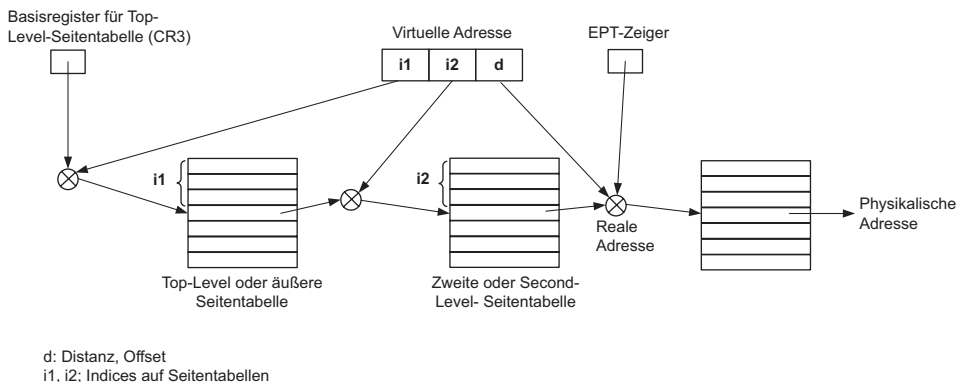 Basisregister für Top-
Level-Seitentabelle (CR3)
Virtuelle Adresse
EPT-Zeiger
i1 i2 d
i1
i2
Reale
Adresse
Physikalische
Adresse
Top-Level oder äußere
Seitentabelle
Zweite oder Second-
Level- Seitentabelle
d: Distanz, Offset
i1, i2; Indices auf Seitentabellen